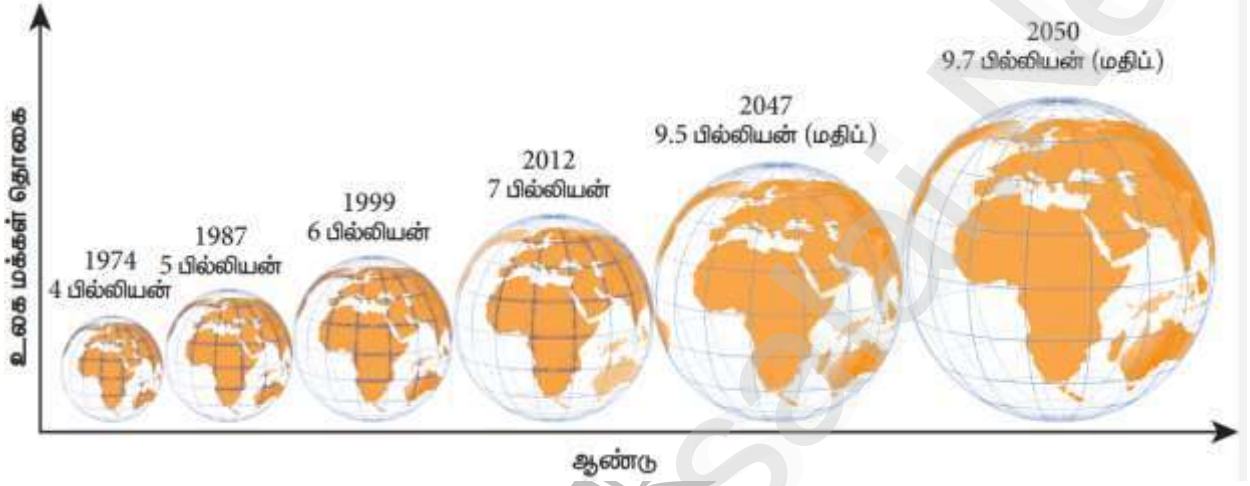 உலக மக்கள் தொகை
1974
4 பில்லியன்
1987
5 பில்லியன்
1999
6 பில்லியன்
2012
7 பில்லியன்
2047
9.5 பில்லியன் (மதிப்.)
2050
9.7 பில்லியன் (மதிப்.)
ஆண்டு